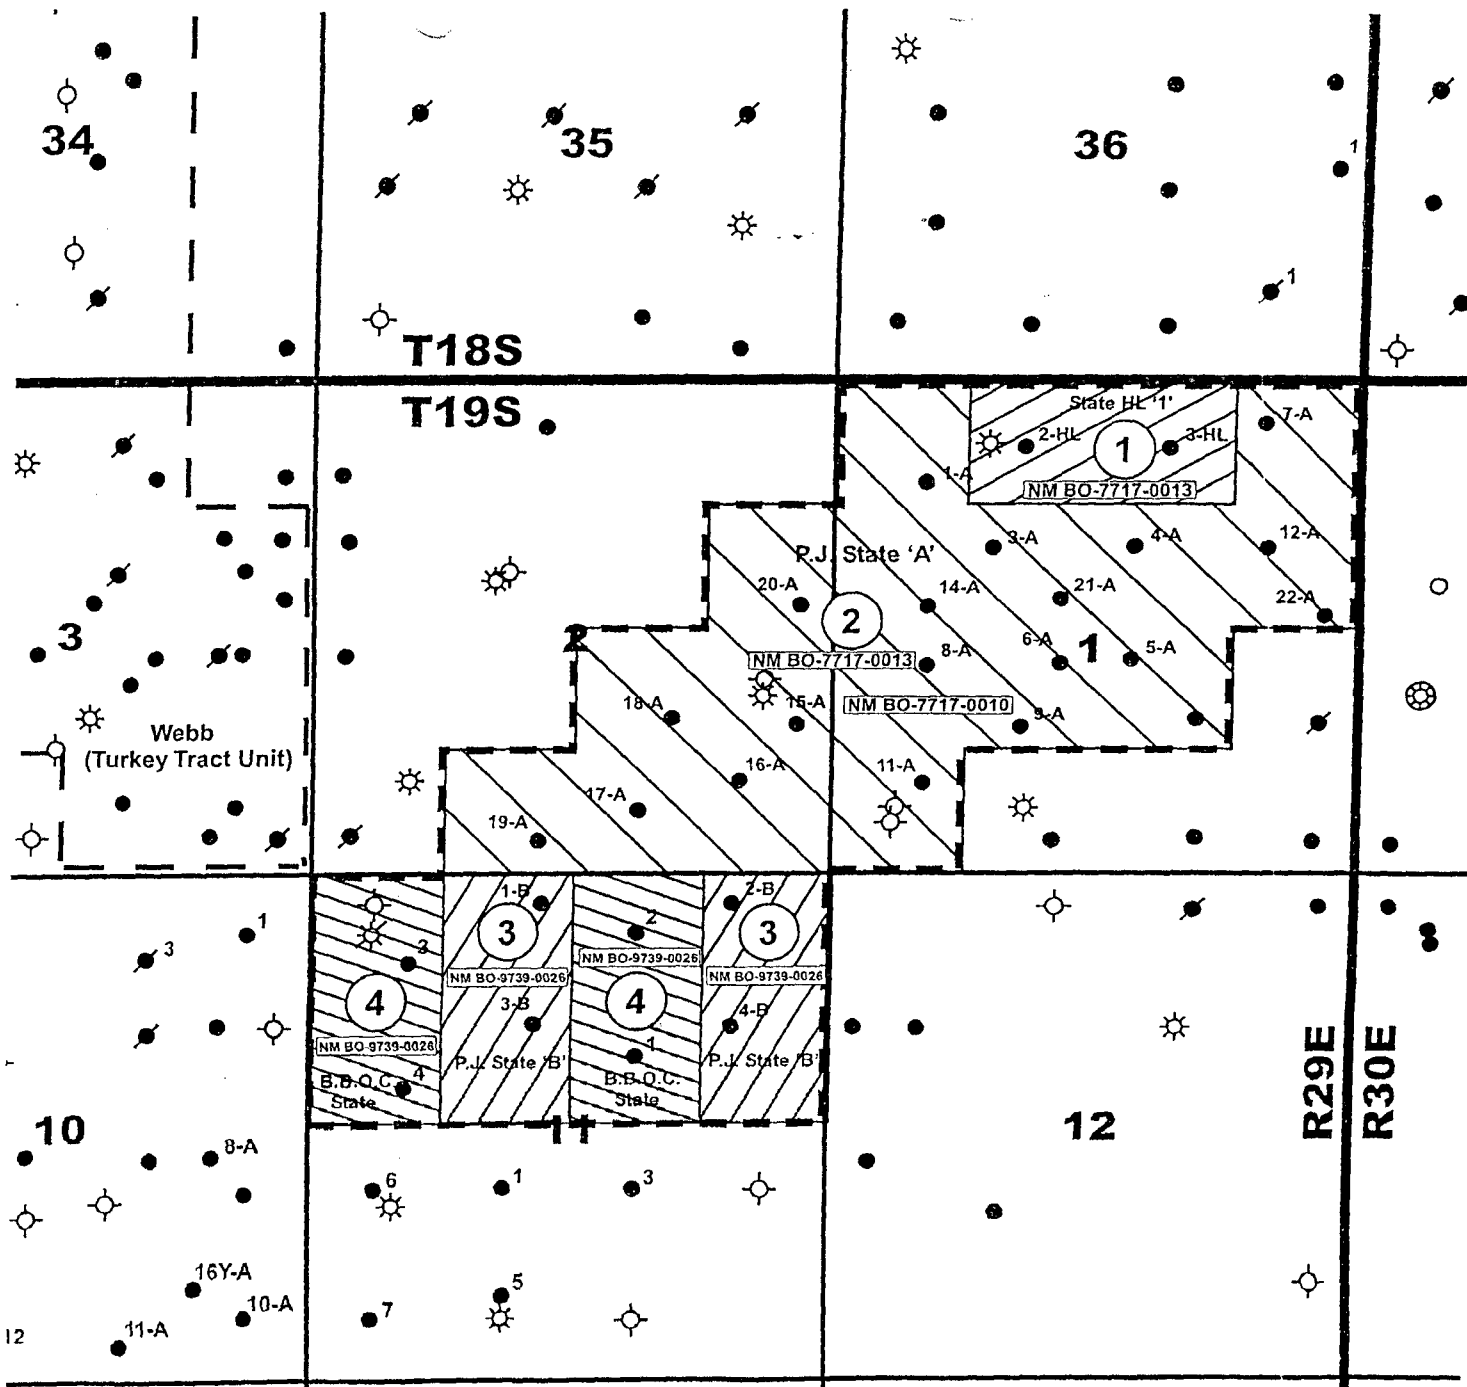 34
35
36
1
1
T18S
T19S
State HL '1'
7-A
2-HL
1
3-HL
NM BO-7717-0013
1-A
P.J. State 'A'
3-A
4-A
12-A
20-A
14-A
21-A
22-A
2
3
2
6-A
1
5-A
NM BO-7717-0013
8-A
18-A
15-A
NM BO-7717-0010
9-A
Webb
(Turkey Tract Unit)
16-A
11-A
17-A
19-A
1-B
2-B
1
3
3
2
3
3
NM BO-9739-0026
NM BO-9739-0026
NM BO-9739-0026
4
4
3-B
4-B
NM BO-9739-0026
1
P.J. State 'B'
P.J. State 'B'
B.B.O.C.
State
4
B.B.O.C.
State
10
11
12
R29E
R30E
8-A
6
1
3
16Y-A
10-A
5
7
11-A
12